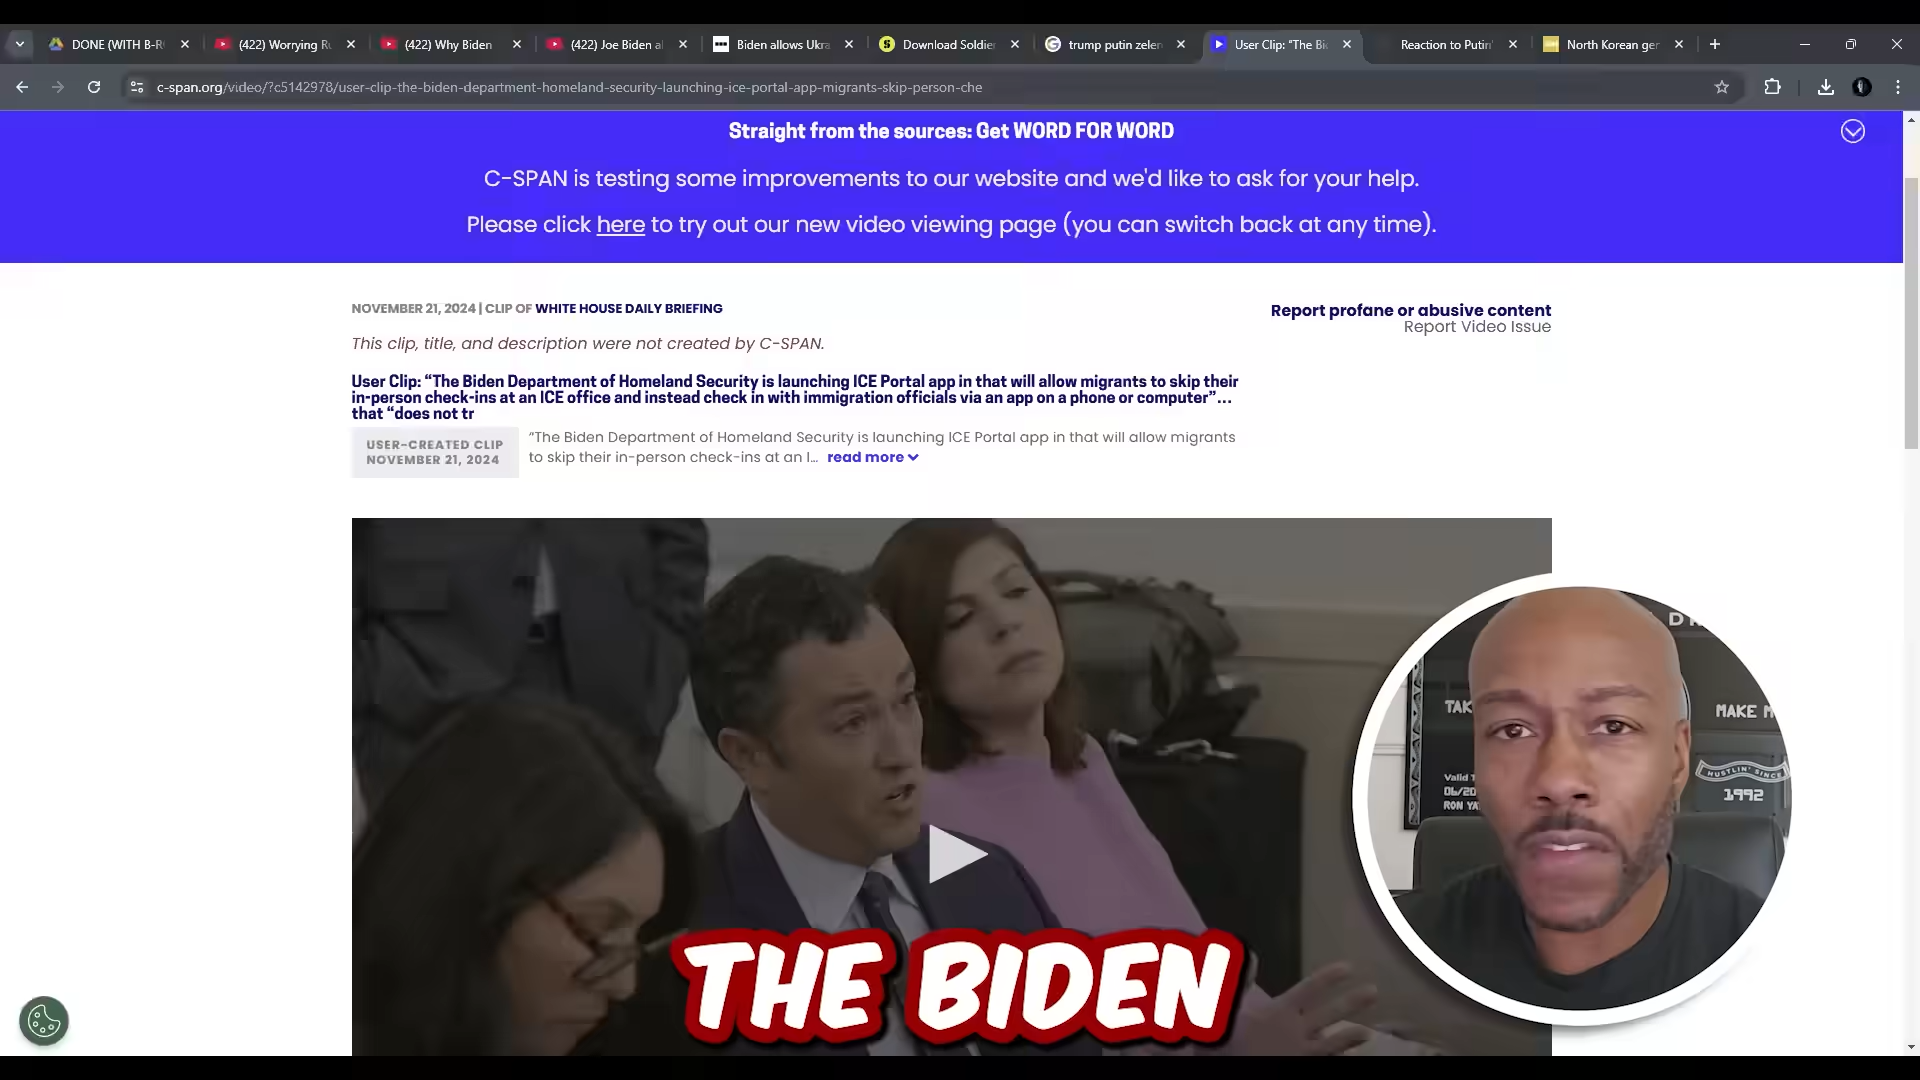 DONE (WITH B-R
(422) Worrying Ru
(422) Why Biden
(422) Joe Biden al
Biden allows Ukra
Download Soldier
trump putin zelen
User Clip: "The Bi
Reaction to Putin'
North Korean ger
c-span.org/video/?c5142978/user-clip-the-biden-department-homeland-security-launching-ice-portal-app-migrants-skip-person-che
Straight from the sources: Get WORD FOR WORD
C-SPAN is testing some improvements to our website and we'd like to ask for your help.
Please click here to try out our new video viewing page (you can switch back at any time).
NOVEMBER 21, 2024 | CLIP OF WHITE HOUSE DAILY BRIEFING
Report profane or abusive content
Report Video Issue
This clip, title, and description were not created by C-SPAN.
User Clip: “The Biden Department of Homeland Security is launching ICE Portal app in that will allow migrants to skip their
in-person check-ins at an ICE office and instead check in with immigration officials via an app on a phone or computer”...
that “does not tr
USER-CREATED CLIP
NOVEMBER 21, 2024
“The Biden Department of Homeland Security is launching ICE Portal app in that will allow migrants
to skip their in-person check-ins at an I... read more
TAK
MAKE M
Valid T
06/20
RON YA
HUSTLIN' SINCE
1992
THE BIDEN